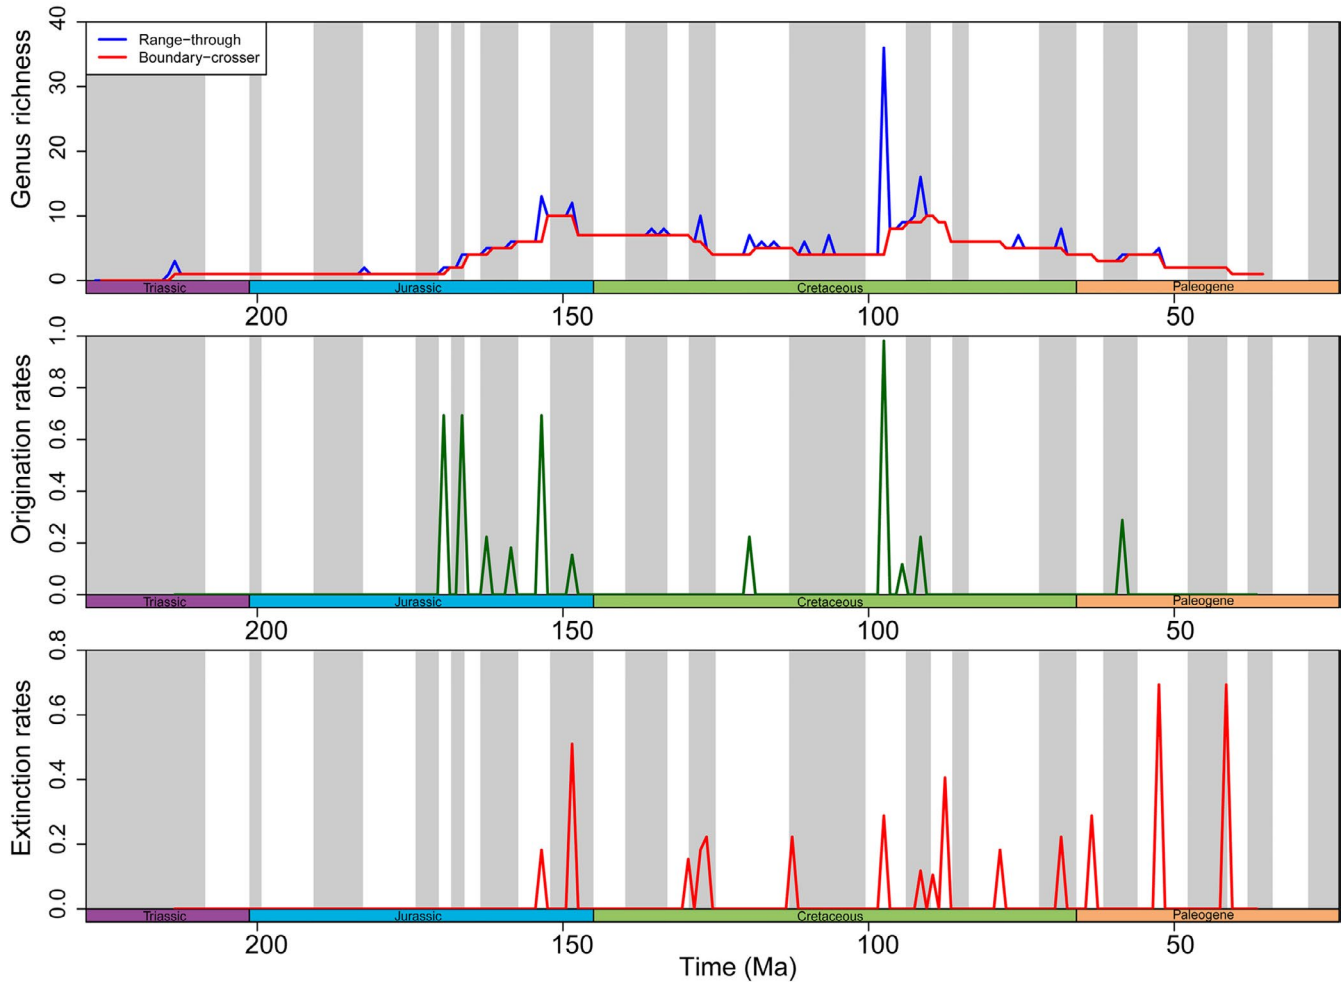 Genus richness
40
30
20
10
0
Range−through
Boundary−crosser
Triassic
Jurassic
Cretaceous
Paleogene
200
150
100
50
Origination rates
1.0
0.8
0.6
0.4
0.2
0.0
Triassic
Jurassic
Cretaceous
Paleogene
200
150
100
50
Extinction rates
0.8
0.6
0.4
0.2
0.0
Triassic
Jurassic
Cretaceous
Paleogene
200
150
100
50
Time (Ma)